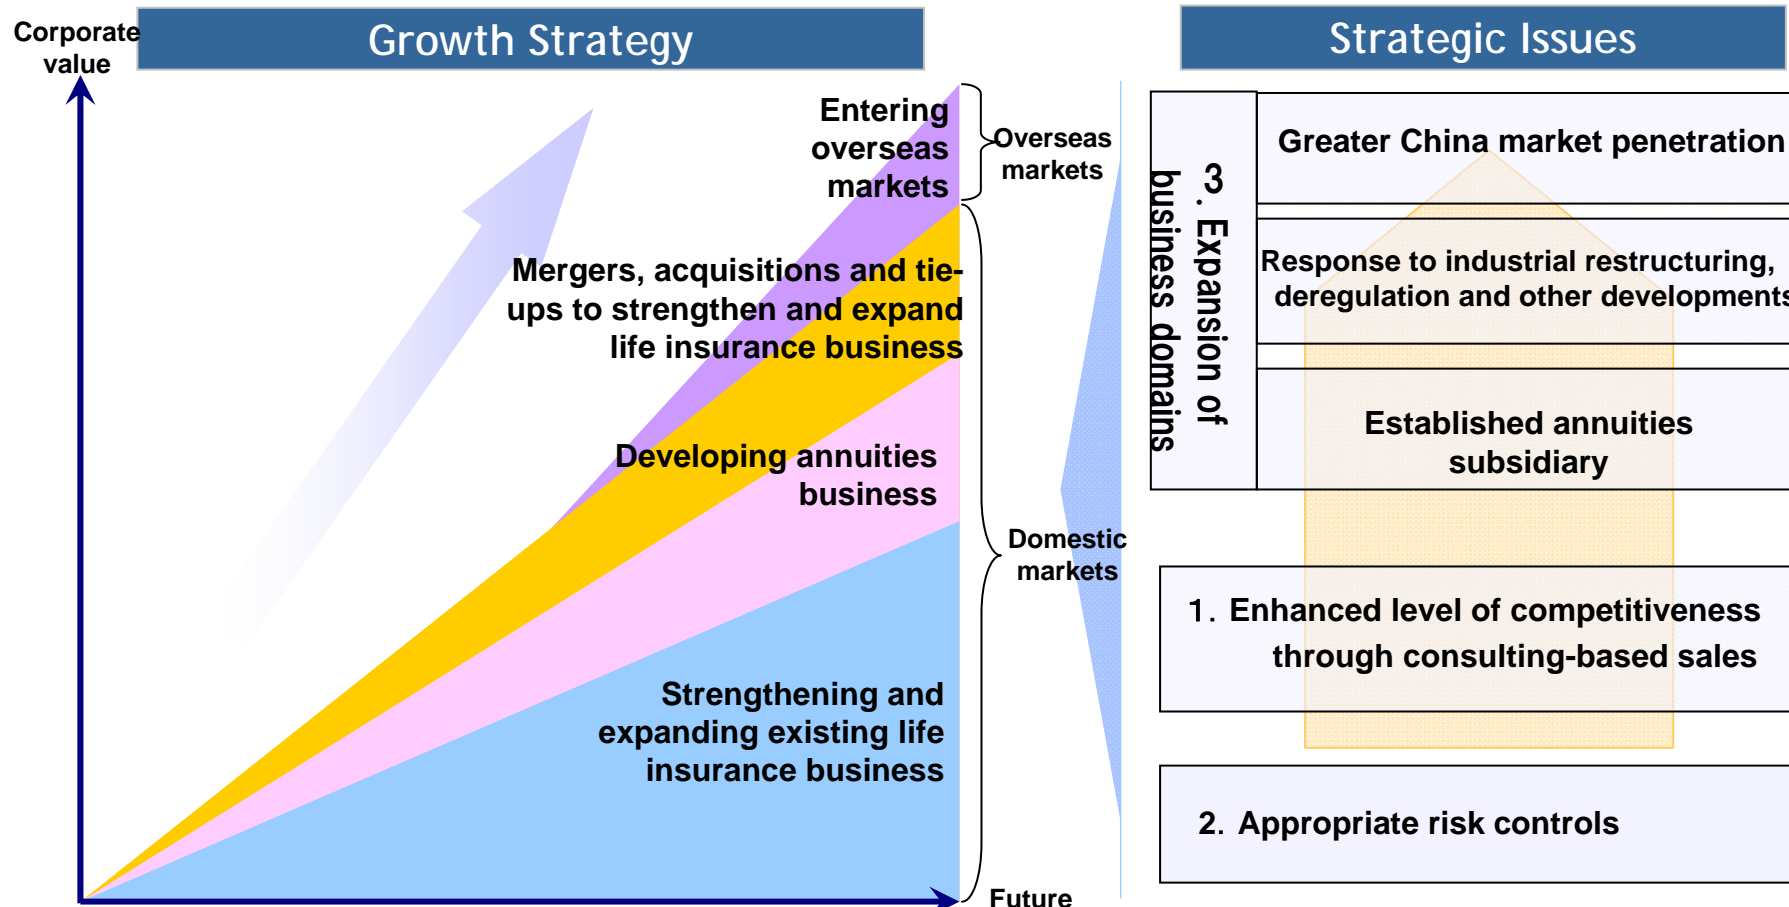 Corporate
value
Growth Strategy
Entering
overseas
markets
Overseas
markets
Mergers, acquisitions and tie-
ups to strengthen and expand
life insurance business
Developing annuities
business
Domestic
markets
Strengthening and
expanding existing life
insurance business
Future
Strategic Issues
3. Expansion of
business domains
Greater China market penetration
Response to industrial restructuring,
deregulation and other developments
Established annuities
subsidiary
1. Enhanced level of competitiveness
through consulting-based sales
2. Appropriate risk controls